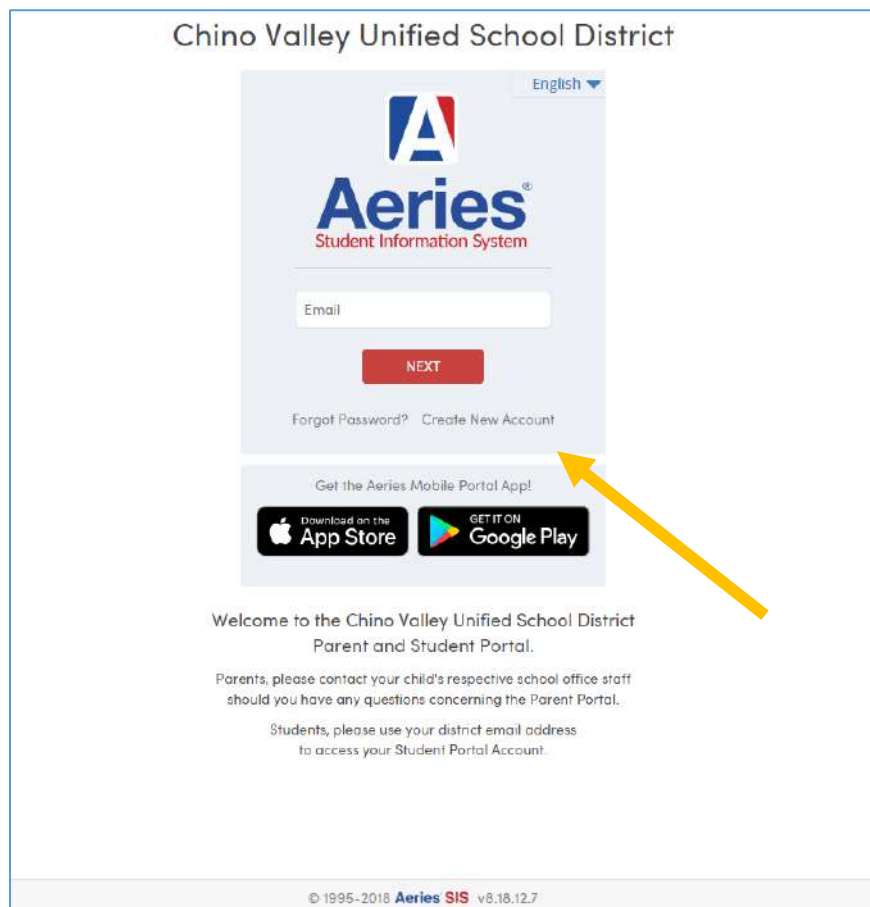 Chino Valley Unified School District
English
A
Aeries®
Student Information System
Email
NEXT
Forgot Password? Create New Account
Get the Aeries Mobile Portal App!
Download on the
App Store
GET IT ON
Google Play
Welcome to the Chino Valley Unified School District
Parent and Student Portal.
Parents, please contact your child's respective school office staff
should you have any questions concerning the Parent Portal.
Students, please use your district email address
to access your Student Portal Account.
© 1995-2018 Aeries SIS v8.18.12.7